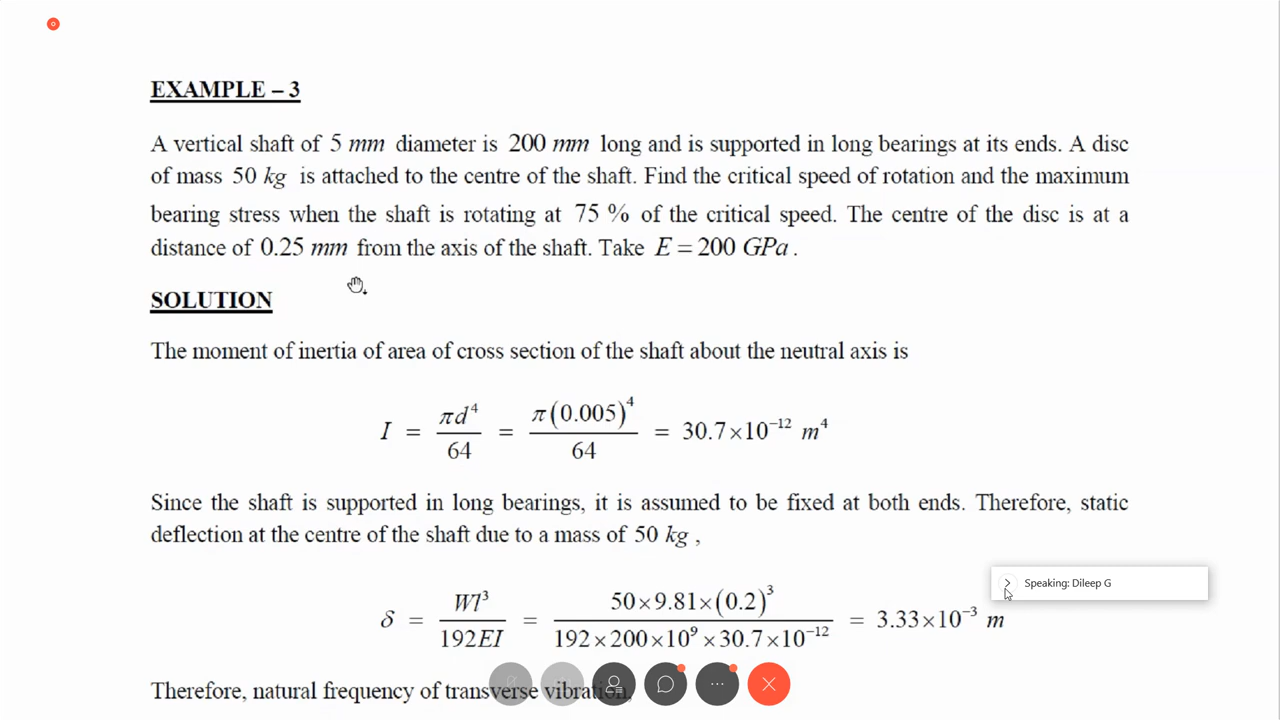 EXAMPLE – 3
A vertical shaft of 5 mm diameter is 200 mm long and is supported in long bearings at its ends. A disc
of mass 50 kg is attached to the centre of the shaft. Find the critical speed of rotation and the maximum
bearing stress when the shaft is rotating at 75 % of the critical speed. The centre of the disc is at a
distance of 0.25 mm from the axis of the shaft. Take E = 200 GPa .
SOLUTION
The moment of inertia of area of cross section of the shaft about the neutral axis is
I = πd⁴/64 = π(0.005)⁴/64 = 30.7×10⁻¹² m⁴
Since the shaft is supported in long bearings, it is assumed to be fixed at both ends. Therefore, static
deflection at the centre of the shaft due to a mass of 50 kg ,
Speaking: Dileep G
δ = Wl³/192EI = 50×9.81×(0.2)³/192×200×10⁹×30.7×10⁻¹² = 3.33×10⁻³ m
Therefore, natural frequency of transverse vibration,